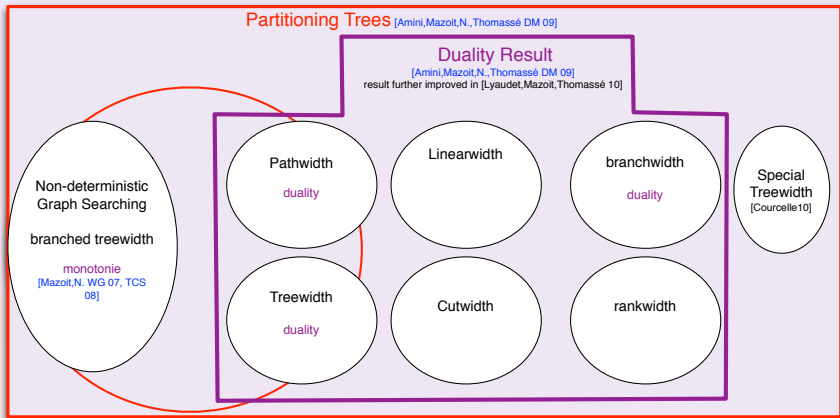 Partitioning Trees [Amini,Mazoit,N.,Thomassé DM 09]
Duality Result
[Amini,Mazoit,N.,Thomassé DM 09]
result further improved in [Lyaudet,Mazoit,Thomassé 10]
Non-deterministic
Graph Searching
branched treewidth
monotonie
[Mazoit,N. WG 07, TCS
08]
Pathwidth
duality
Linearwidth
branchwidth
duality
Special
Treewidth
[Courcelle10]
Treewidth
duality
Cutwidth
rankwidth